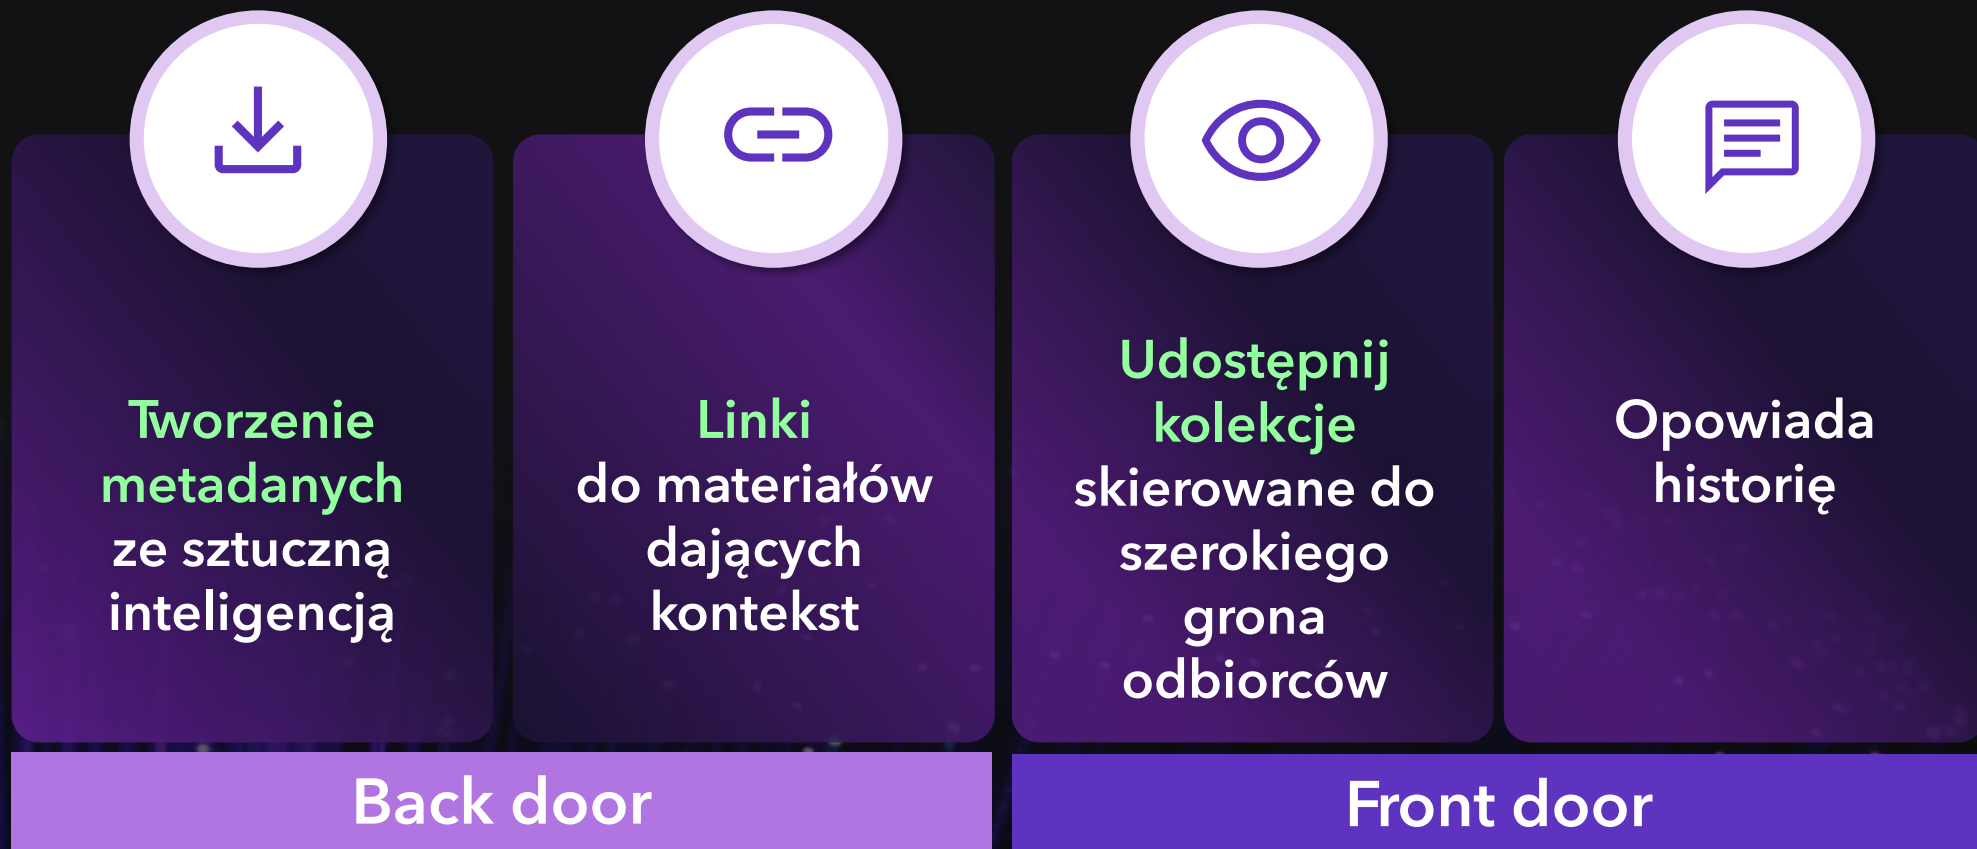 Tworzenie
metadanych
ze sztuczną
inteligencją
Linki
do materiałów
dających
kontekst
Udostępnij
kolekcje
skierowane do
szerokiego
grona
odbiorców
Opowiada
historię
Back door
Front door